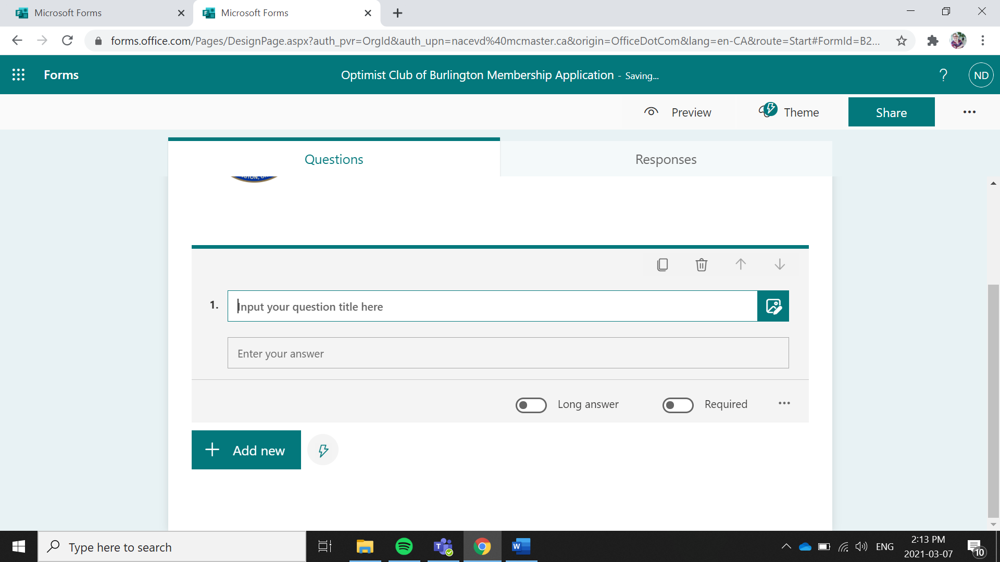 Microsoft Forms
Microsoft Forms
forms.office.com/Pages/DesignPage.aspx?auth_pvr=OrgId&auth_upn=nacevd%40mcmaster.ca&origin=OfficeDotCom&lang=en-CA&route=Start#FormId=B2...
Forms
Optimist Club of Burlington Membership Application - Saving...
?
ND
Preview
Theme
Share
Questions
Responses
1.
Input your question title here
Enter your answer
Long answer
Required
Add new
Type here to search
ENG
2:13 PM
2021-03-07
10